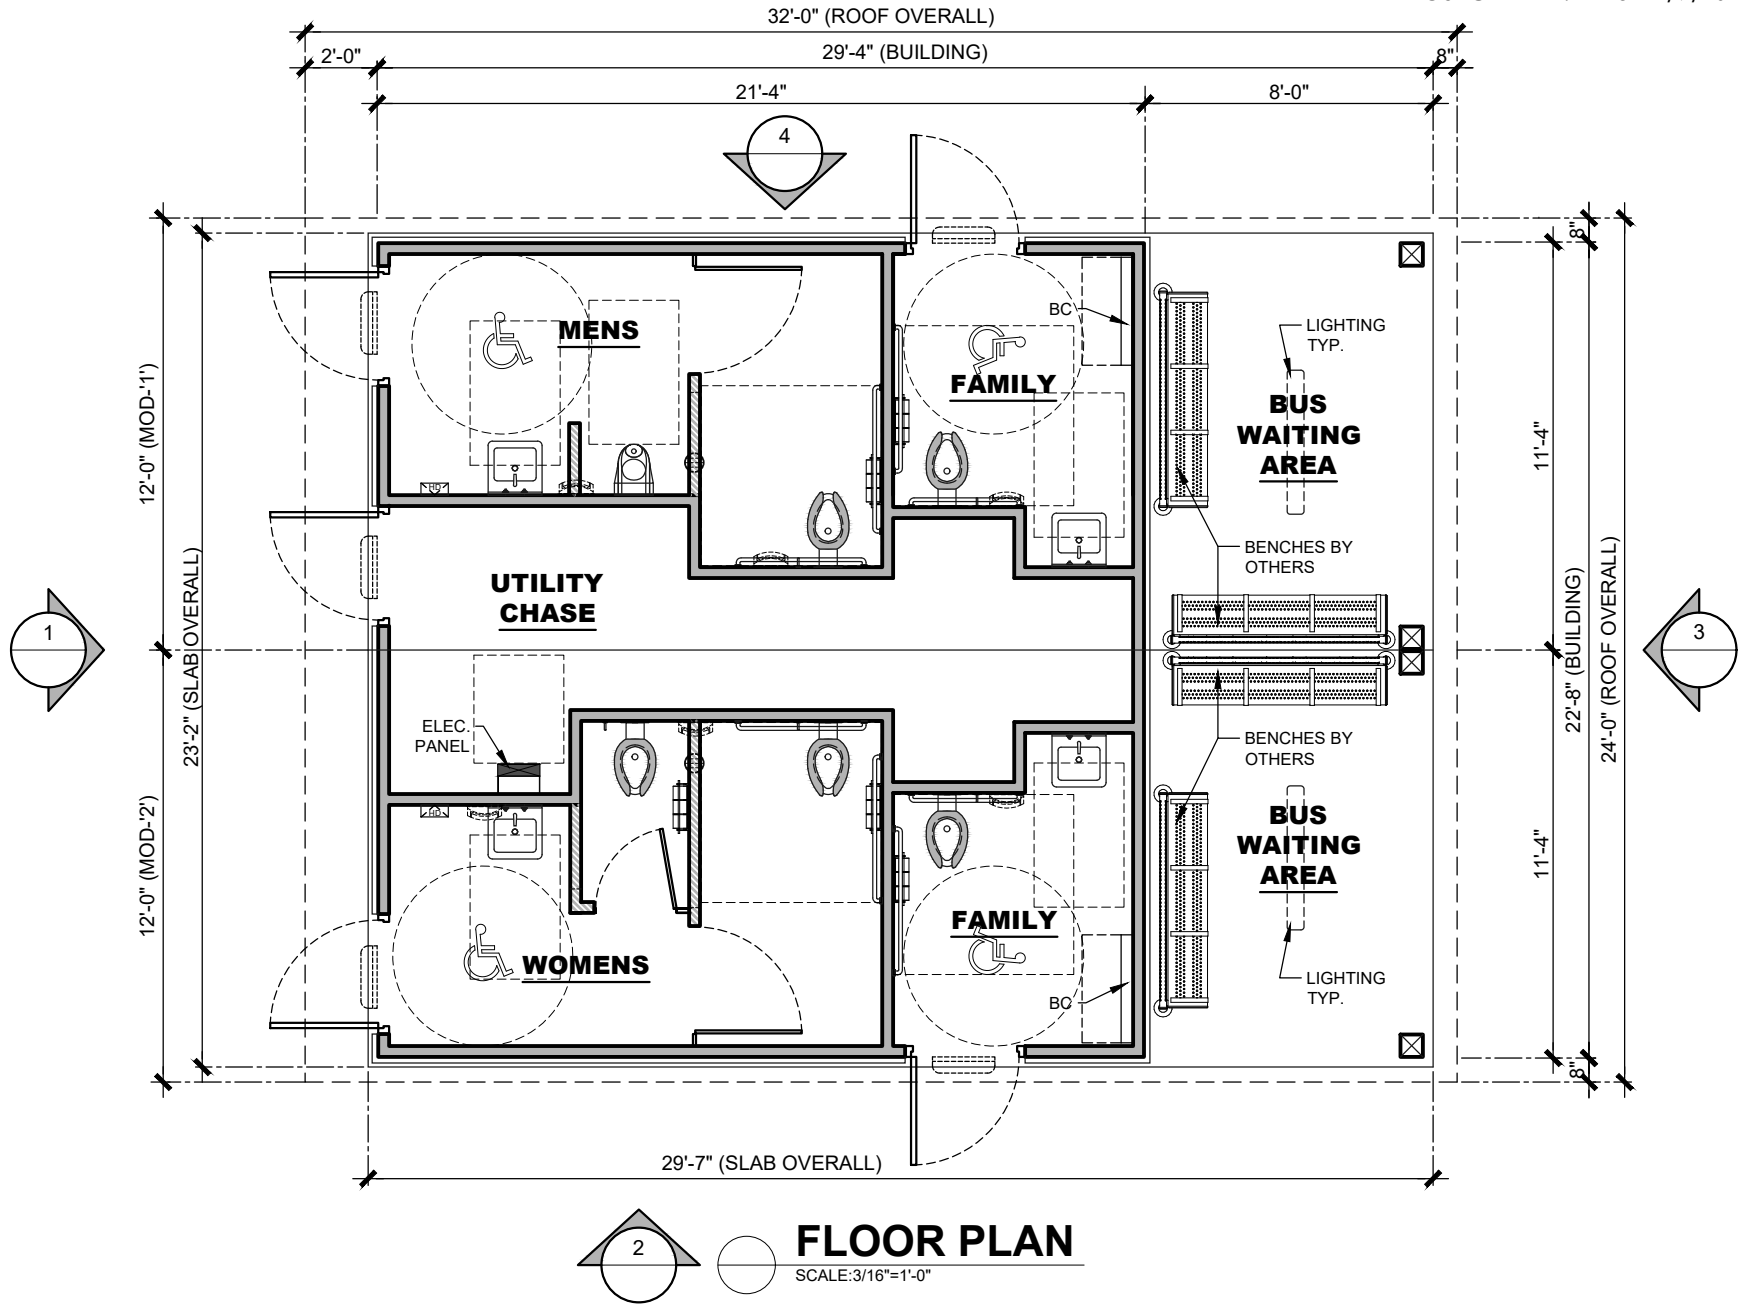 32'-0" (ROOF OVERALL)
2'-0"
29'-4" (BUILDING)
8"
21'-4"
8'-0"
4
8"
MENS
BC
LIGHTING
TYP.
FAMILY
BUS
WAITING
AREA
12'-0" (MOD-'1')
11'-4"
HD
BENCHES BY
OTHERS
UTILITY
CHASE
23'-2" (SLAB OVERALL)
22'-8" (BUILDING)
24'-0" (ROOF OVERALL)
1
3
ELEC.
PANEL
BENCHES BY
OTHERS
HD
BUS
WAITING
AREA
12'-0" (MOD-'2')
11'-4"
FAMILY
WOMENS
LIGHTING
TYP.
BC
8"
29'-7" (SLAB OVERALL)
2
FLOOR PLAN
SCALE:3/16"=1'-0"